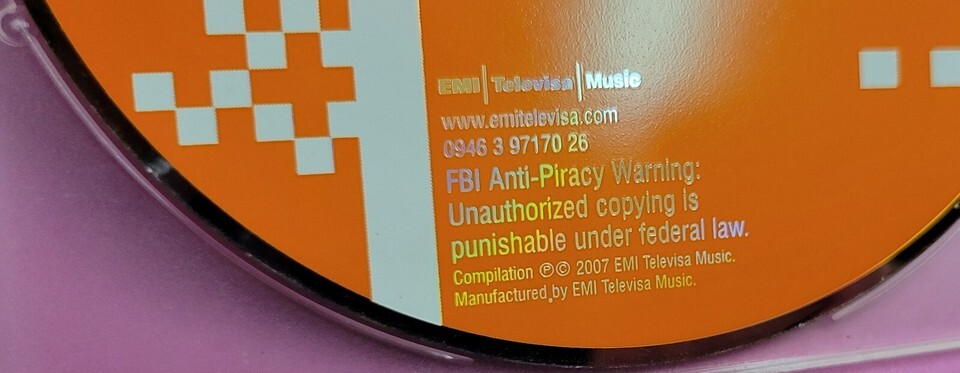 EMI | Televisa | Music
www.emitelevisa.com
0946 3 97170 26
FBI Anti-Piracy Warning:
Unauthorized copying is
punishable under federal law.
Compilation ℗© 2007 EMI Televisa Music.
Manufactured by EMI Televisa Music.